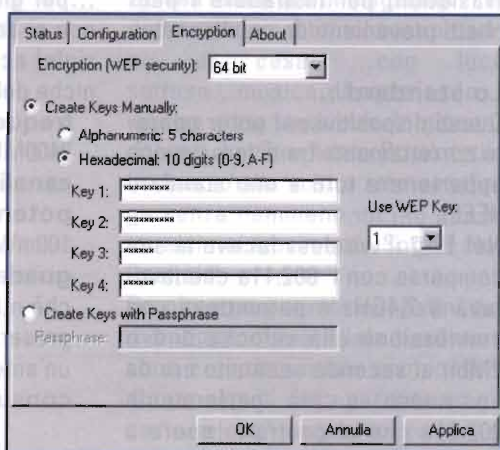 Status Configuration Encryption About
Encryption (WEP security): 64 bit
Create Keys Manually:
Alphanumeric: 5 characters
Hexadecimal: 10 digits (0-9, A-F)
Key 1: *********
Key 2: *********
Key 3: ******
Key 4: ******
Use WEP Key:
1
Create Keys with Passphrase
Passphrase:
OK Annulla Applica